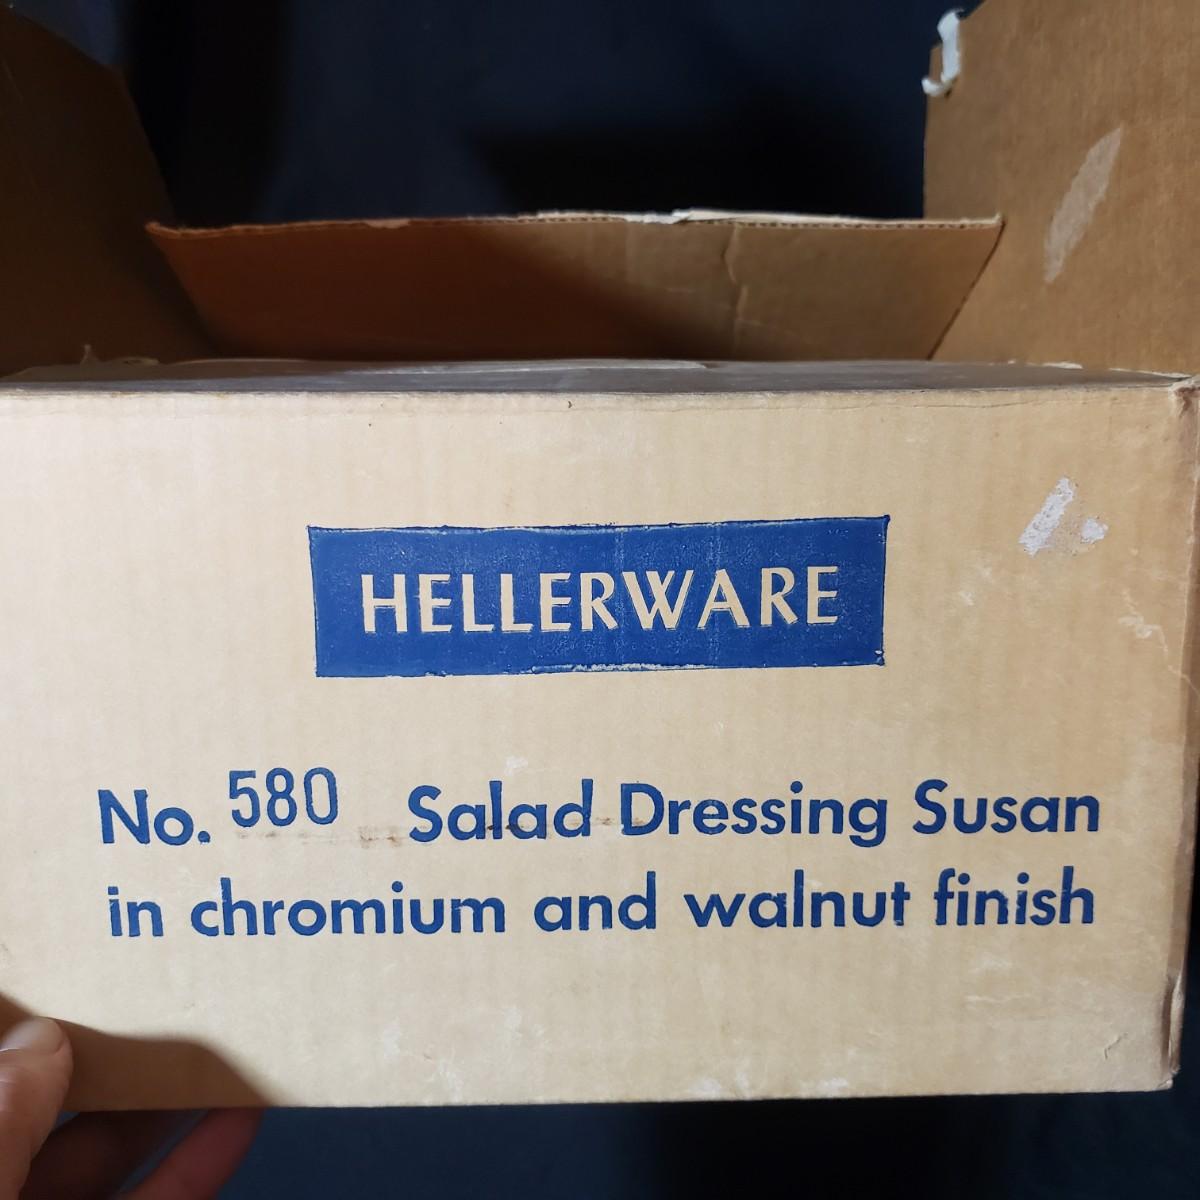 HELLERWARE
No. 580 Salad Dressing Susan
in chromium and walnut finish